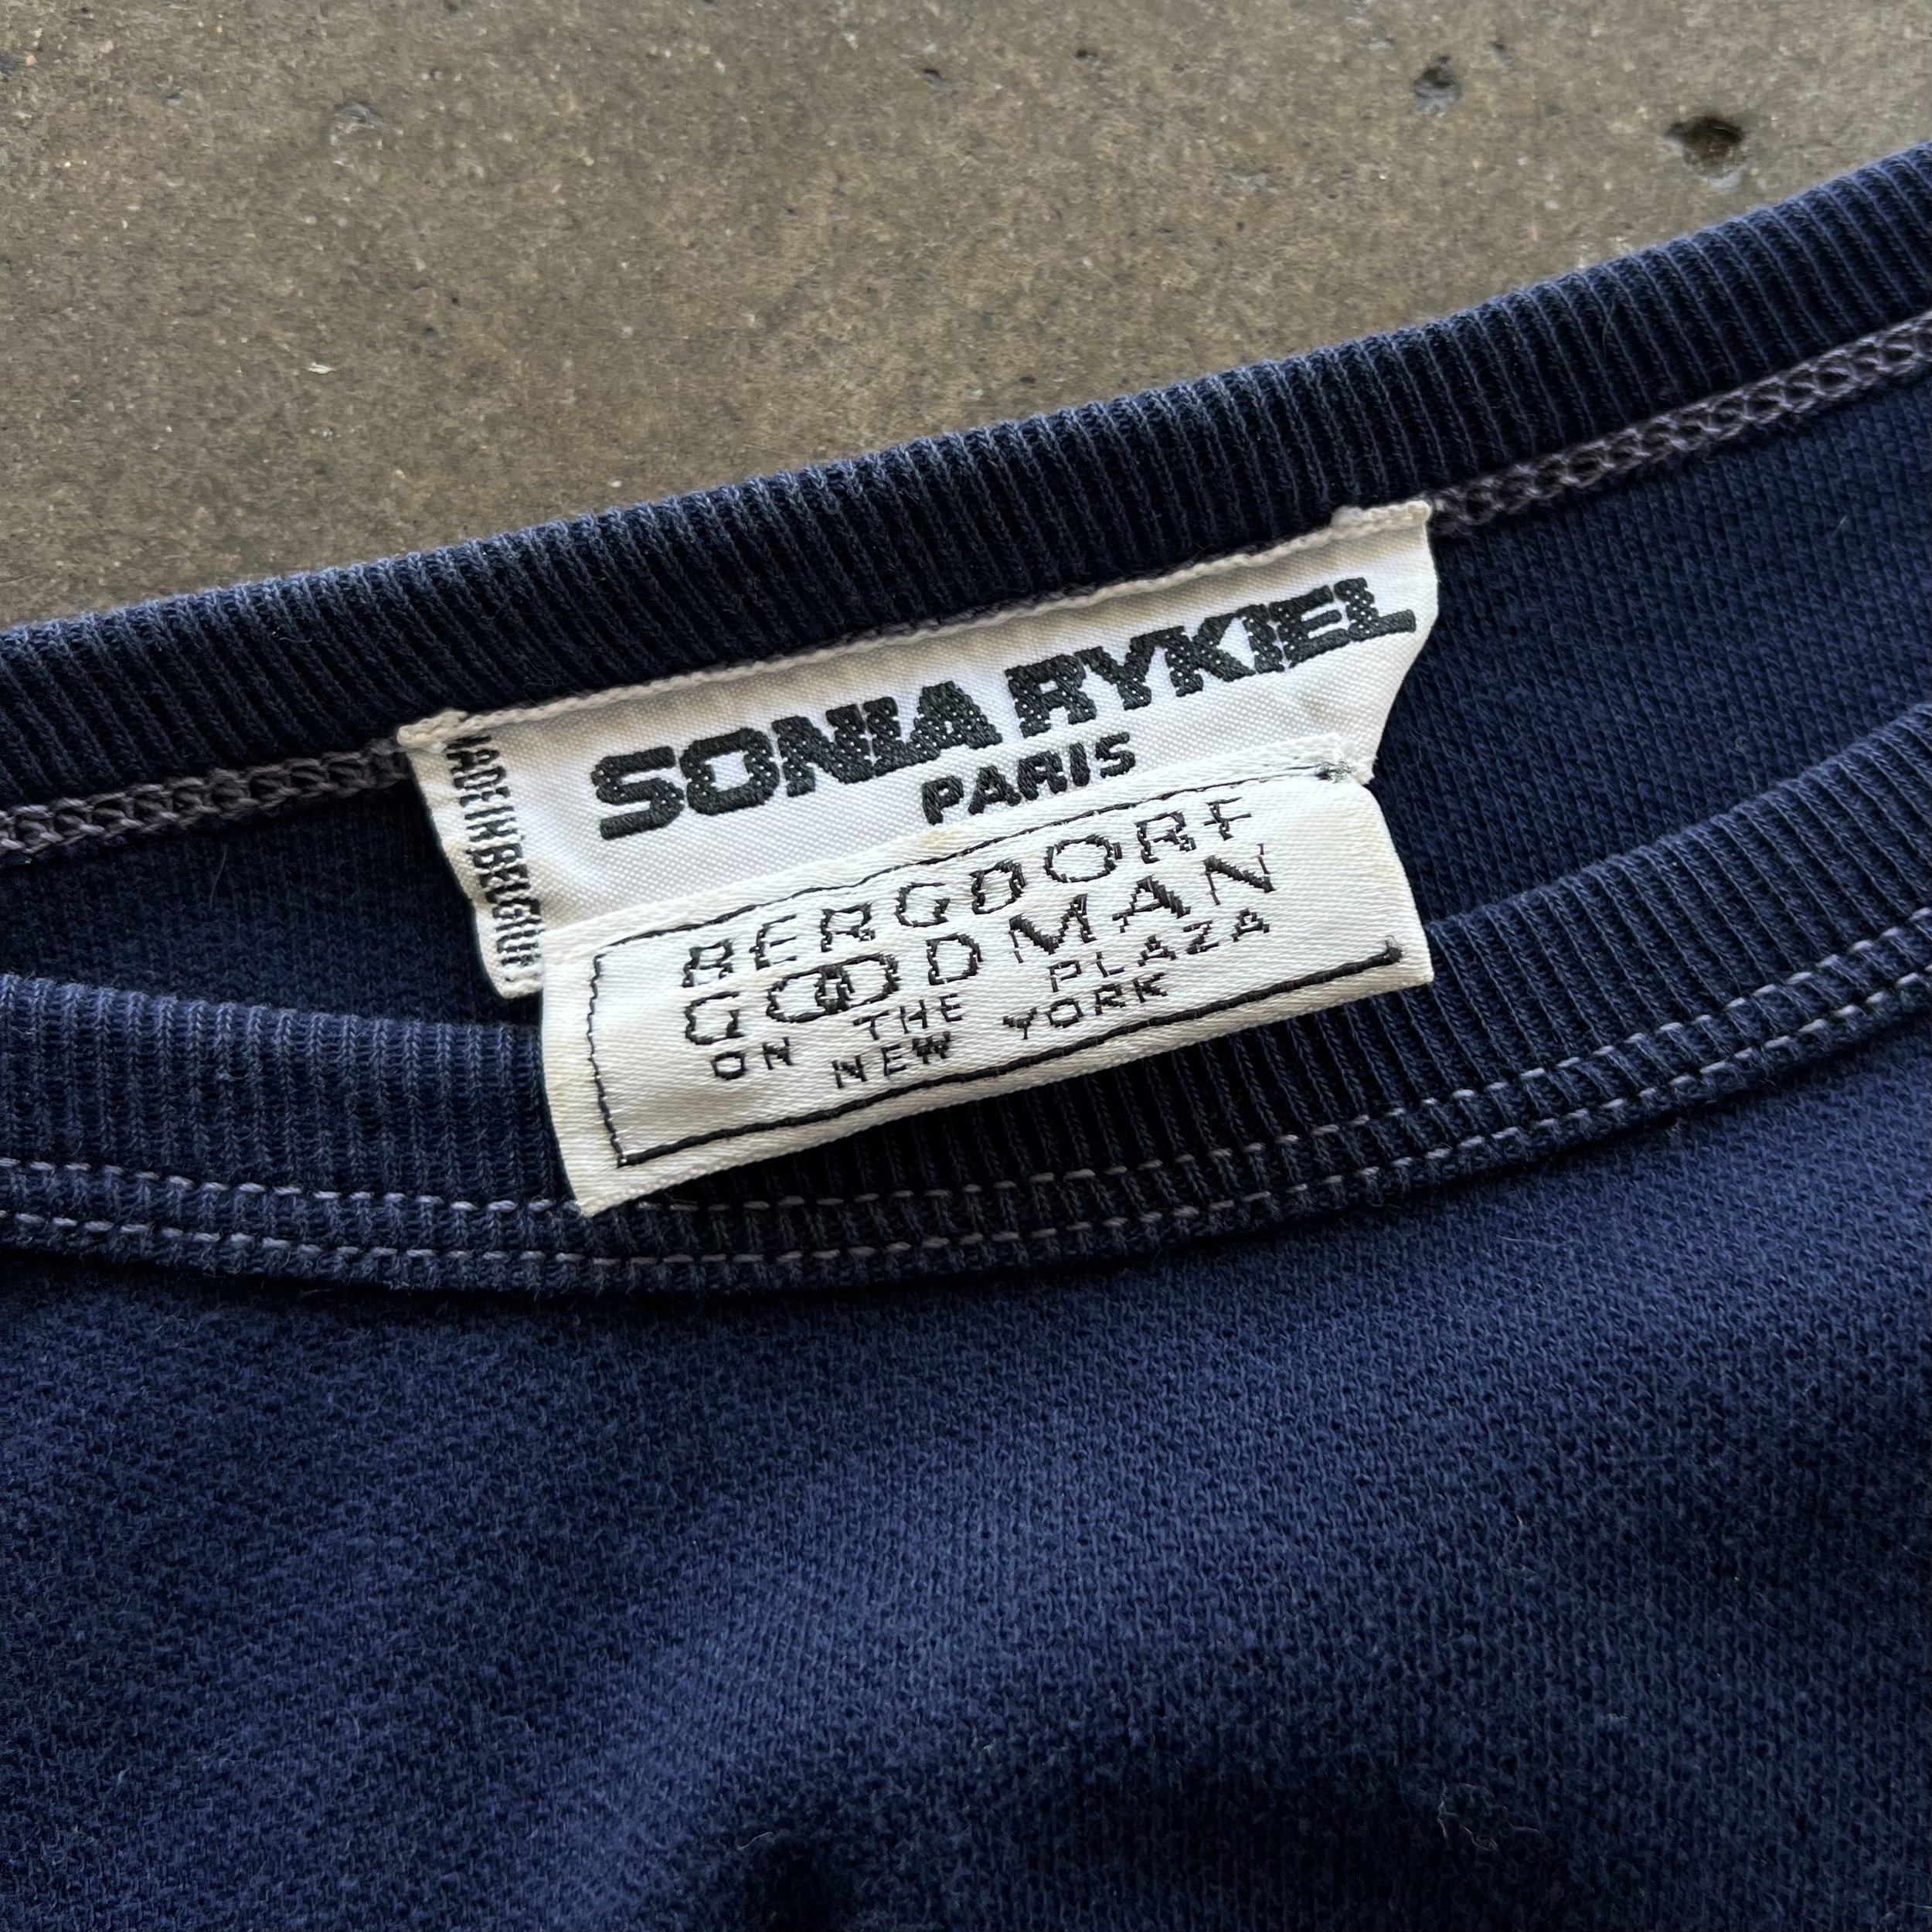 SONIA RYKIEL
PARIS
MADE IN BELGIUM
BERGDORF
GOODMAN
ON THE PLAZA
NEW YORK